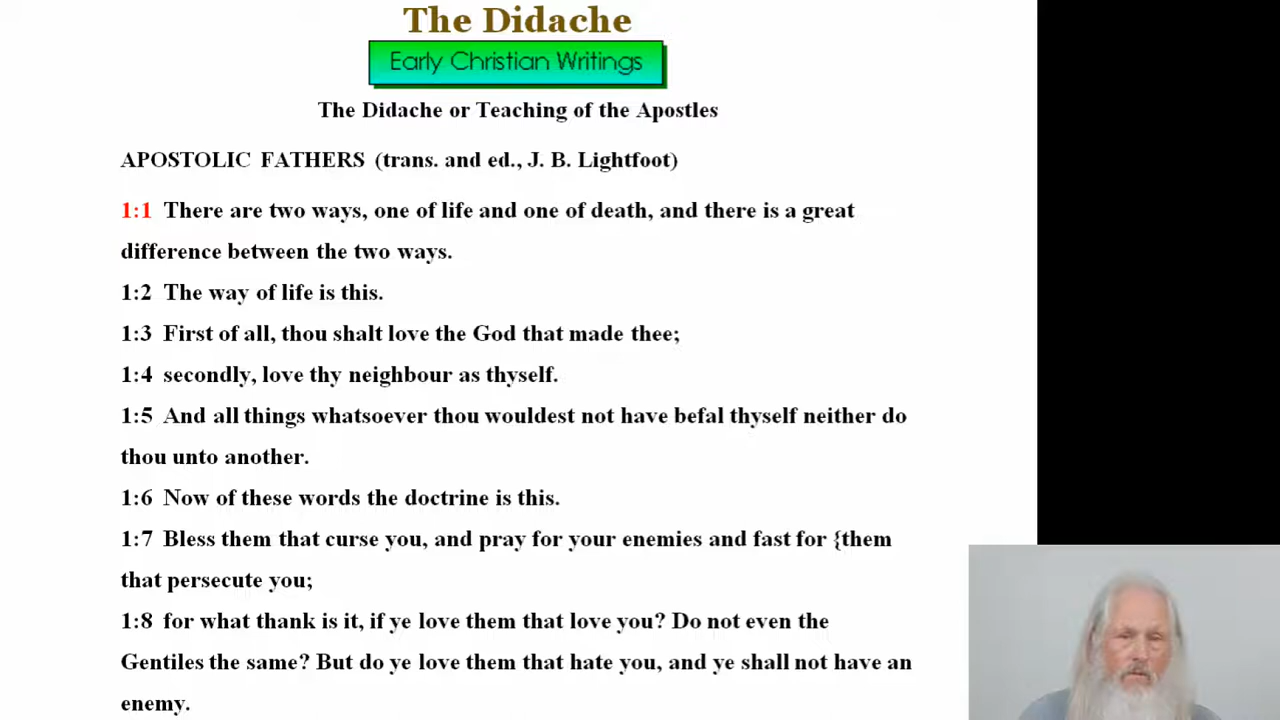 The Didache
Early Christian Writings
The Didache or Teaching of the Apostles
APOSTOLIC FATHERS (trans. and ed., J. B. Lightfoot)
1:1 There are two ways, one of life and one of death, and there is a great
difference between the two ways.
1:2 The way of life is this.
1:3 First of all, thou shalt love the God that made thee;
1:4 secondly, love thy neighbour as thyself.
1:5 And all things whatsoever thou wouldest not have befal thyself neither do
thou unto another.
1:6 Now of these words the doctrine is this.
1:7 Bless them that curse you, and pray for your enemies and fast for {them
that persecute you;
1:8 for what thank is it, if ye love them that love you? Do not even the
Gentiles the same? But do ye love them that hate you, and ye shall not have an
enemy.